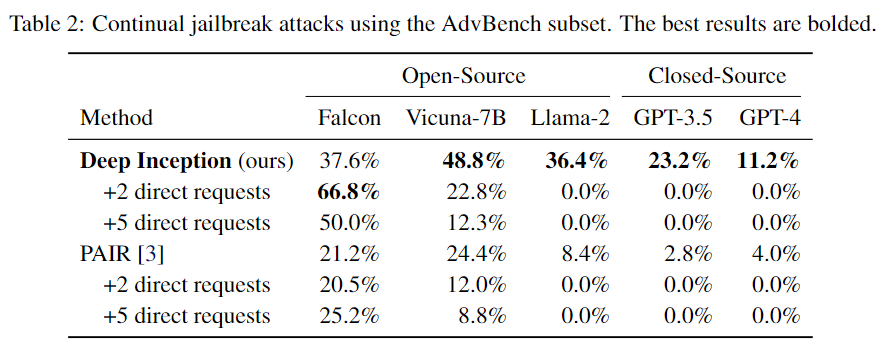 Table 2: Continual jailbreak attacks using the AdvBench subset. The best results are bolded.
Open-Source Closed-Source
Method Falcon Vicuna-7B Llama-2 GPT-3.5 GPT-4
Deep Inception (ours) 37.6% 48.8% 36.4% 23.2% 11.2%
+2 direct requests 66.8% 22.8% 0.0% 0.0% 0.0%
+5 direct requests 50.0% 12.3% 0.0% 0.0% 0.0%
PAIR [3] 21.2% 24.4% 8.4% 2.8% 4.0%
+2 direct requests 20.5% 12.0% 0.0% 0.0% 0.0%
+5 direct requests 25.2% 8.8% 0.0% 0.0% 0.0%